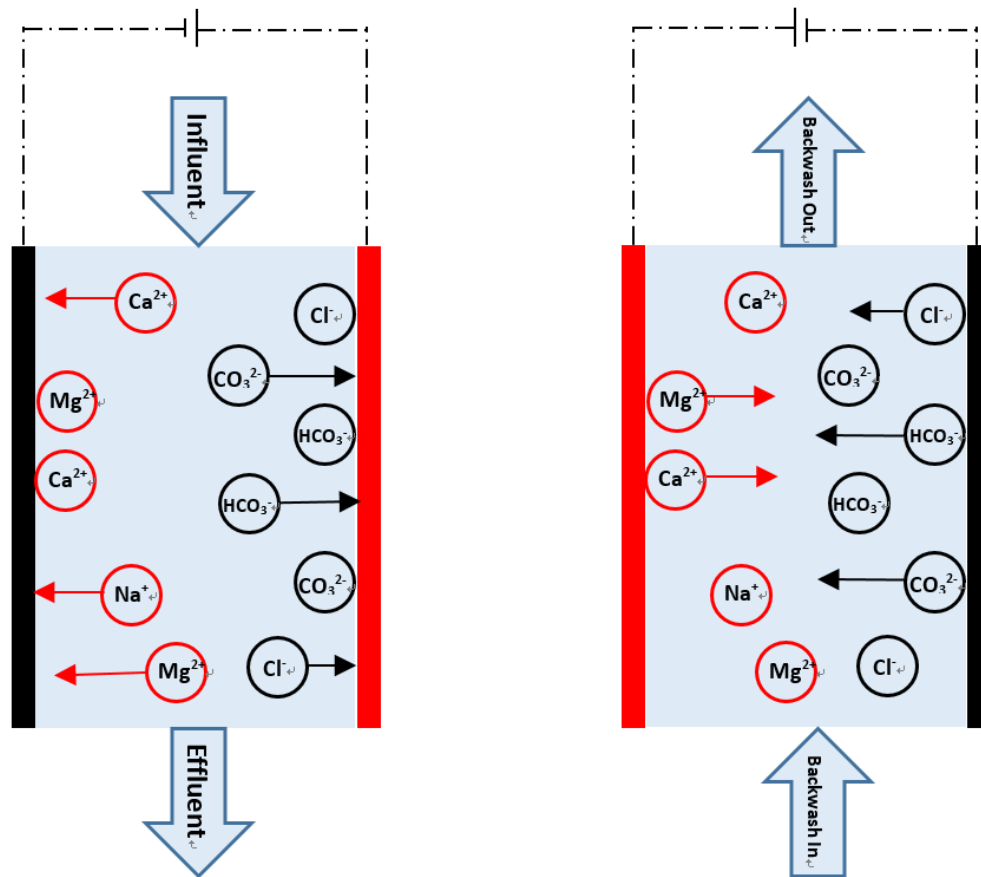 Influent
Ca²⁺
Cl⁻
CO₃²⁻
Mg²⁺
HCO₃⁻
Ca²⁺
HCO₃⁻
Na⁺
CO₃²⁻
Mg²⁺
Cl⁻
Effluent
Backwash Out
Ca²⁺
Cl⁻
CO₃²⁻
Mg²⁺
HCO₃⁻
Ca²⁺
HCO₃⁻
Na⁺
CO₃²⁻
Mg²⁺
Cl⁻
Backwash In